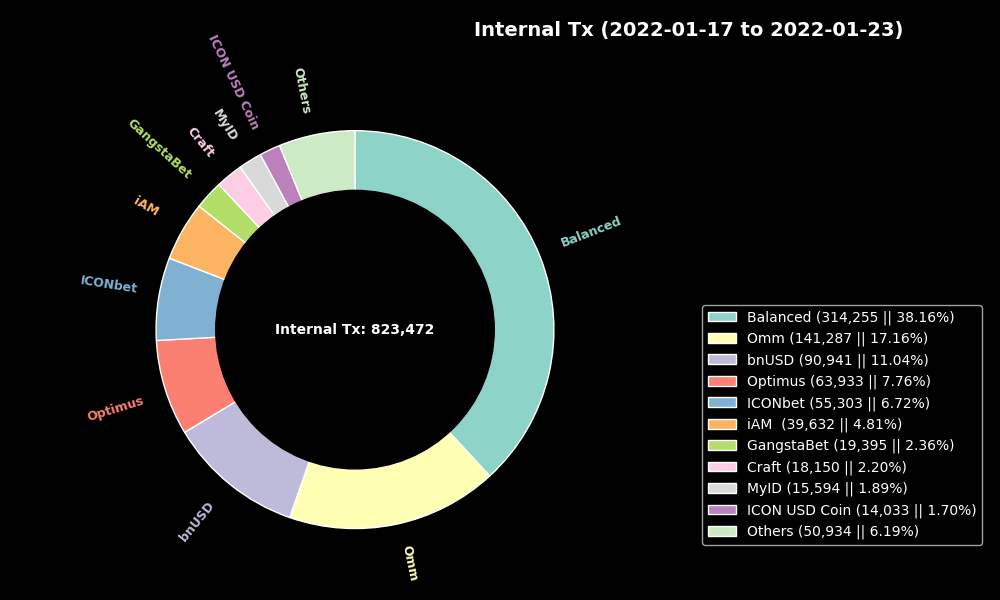 Internal Tx (2022-01-17 to 2022-01-23)
ICON USD Coin
Others
MyID
Craft
GangstaBet
iAM
Balanced
ICONbet
Internal Tx: 823,472
Optimus
bnUSD
Omm
Balanced (314,255 || 38.16%)
Omm (141,287 || 17.16%)
bnUSD (90,941 || 11.04%)
Optimus (63,933 || 7.76%)
ICONbet (55,303 || 6.72%)
iAM  (39,632 || 4.81%)
GangstaBet (19,395 || 2.36%)
Craft (18,150 || 2.20%)
MyID (15,594 || 1.89%)
ICON USD Coin (14,033 || 1.70%)
Others (50,934 || 6.19%)